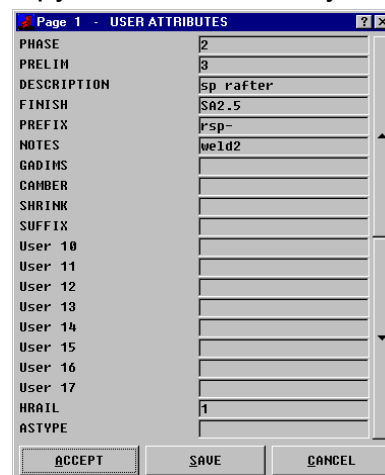 Page 1 - USER ATTRIBUTES
PHASE 2
PRELIM 3
DESCRIPTION sp rafter
FINISH SA2.5
PREFIX rsp-
NOTES weld2
GADIMS
CAMBER
SHRINK
SUFFIX
User 10
User 11
User 12
User 13
User 14
User 15
User 16
User 17
HRAIL 1
ASTYPE
ACCEPT SAVE CANCEL